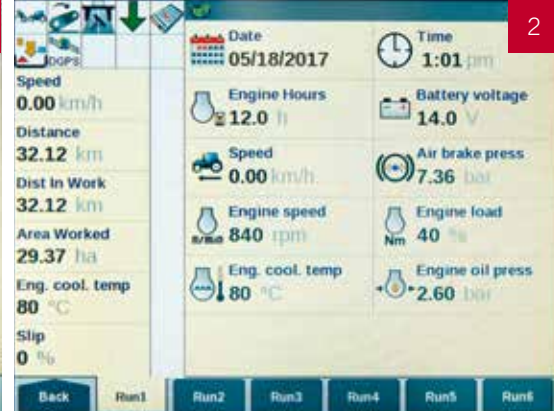 2
DGPS
Speed
0.00 km/h
Distance
32.12 km
Dist In Work
32.12 km
Area Worked
29.37 ha
Eng. cool. temp
80 °C
Slip
0 %
Date
05/18/2017
Time
1:01 pm
Engine Hours
12.0 h
Battery voltage
14.0 V
Speed
0.00 km/h
Air brake press
7.36 bar
Engine speed
n/min 840 rpm
Engine load
Nm 40 %
Eng. cool. temp
80 °C
Engine oil press
2.60 bar
Back Run1 Run2 Run3 Run4 Run5 Run6